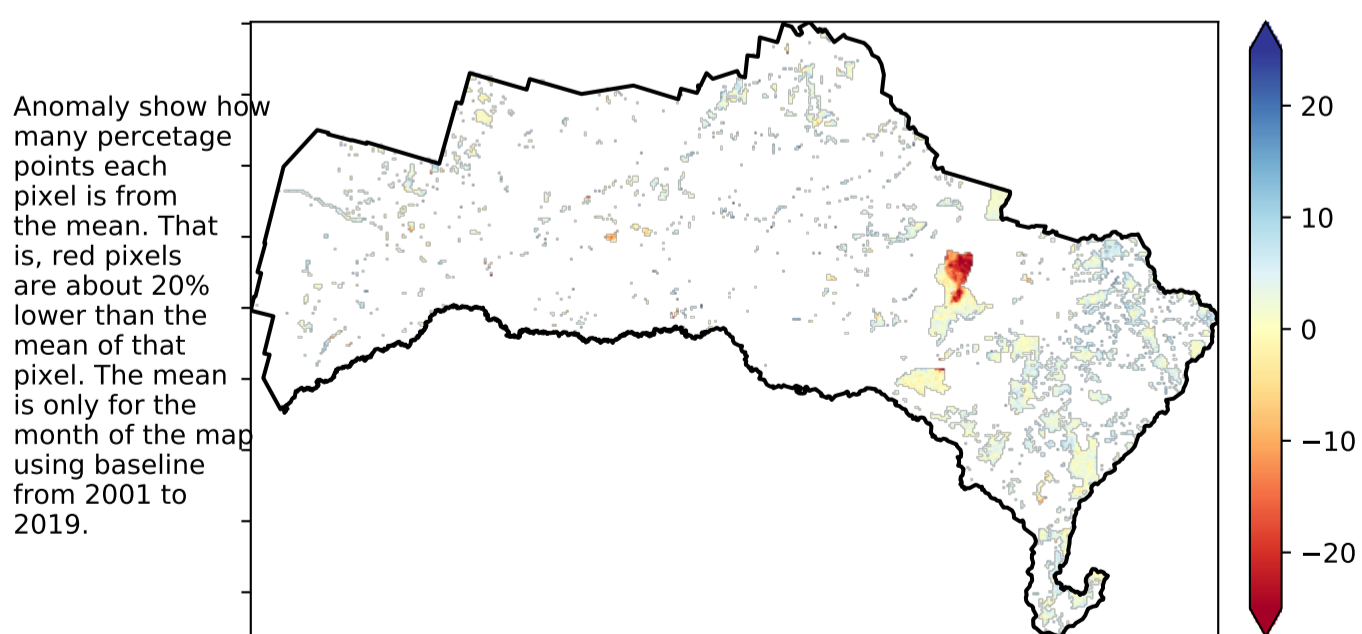 Anomaly show how
many percetage
points each
pixel is from
the mean. That
is, red pixels
are about 20%
lower than the
mean of that
pixel. The mean
is only for the
month of the map
using baseline
from 2001 to
2019.
20
10
0
−10
−20